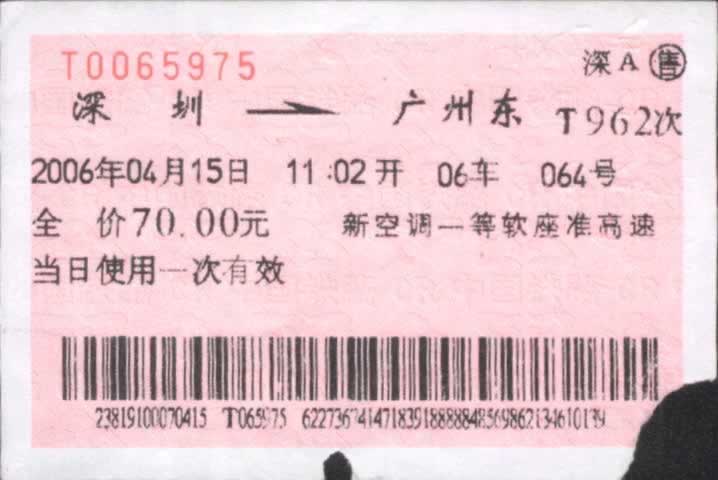 T0065975 深A 售
深圳 → 广州东 T962次
2006年04月15日 11:02开 06车 064号
全 价70.00元 新空调一等软座准高速
当日使用一次有效
23819100070415 T065975